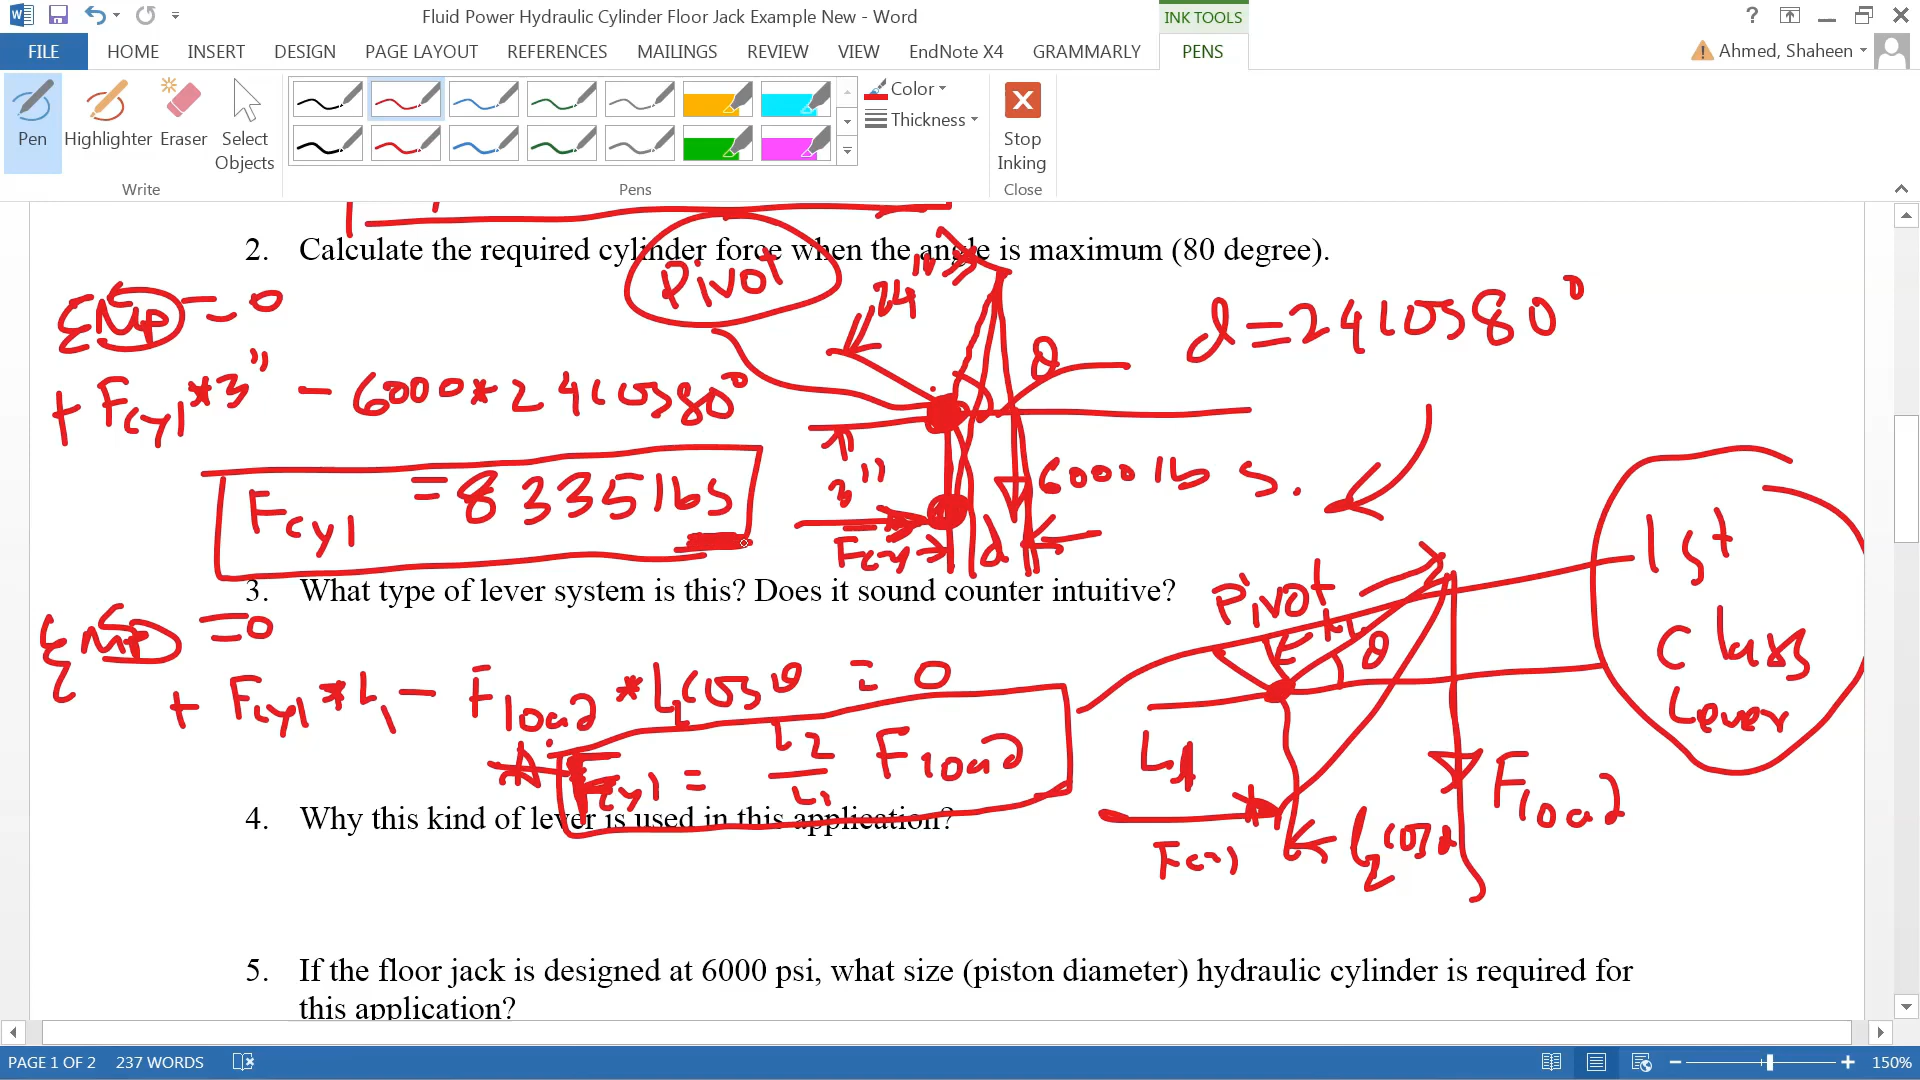 Fluid Power Hydraulic Cylinder Floor Jack Example New - Word
INK TOOLS
FILE HOME INSERT DESIGN PAGE LAYOUT REFERENCES MAILINGS REVIEW VIEW EndNote X4 GRAMMARLY PENS
Ahmed, Shaheen
Pen
Highlighter
Eraser
Select Objects
Color
Thickness
Stop Inking
Write
Pens
Close
2. Calculate the required cylinder force when the angle is maximum (80 degree).
Pivot
ΣMp = 0
24"
θ
d = 24 cos 80°
+ Fcyl * 3" - 6000 * 24 cos 80°
3"
6000 lbs.
Fcyl = 8335 lbs
Fcyl
d
3. What type of lever system is this? Does it sound counter intuitive?
ΣMp = 0
Pivot
θ
1st
class
Lever
+ Fcyl * L1 - Fload * L2 cos θ = 0
Fcyl = L2 / L1 Fload
L1
Fload
4. Why this kind of lever is used in this application?
Fcyl
L2 cos θ
5. If the floor jack is designed at 6000 psi, what size (piston diameter) hydraulic cylinder is required for
this application?
PAGE 1 OF 2 237 WORDS
150%